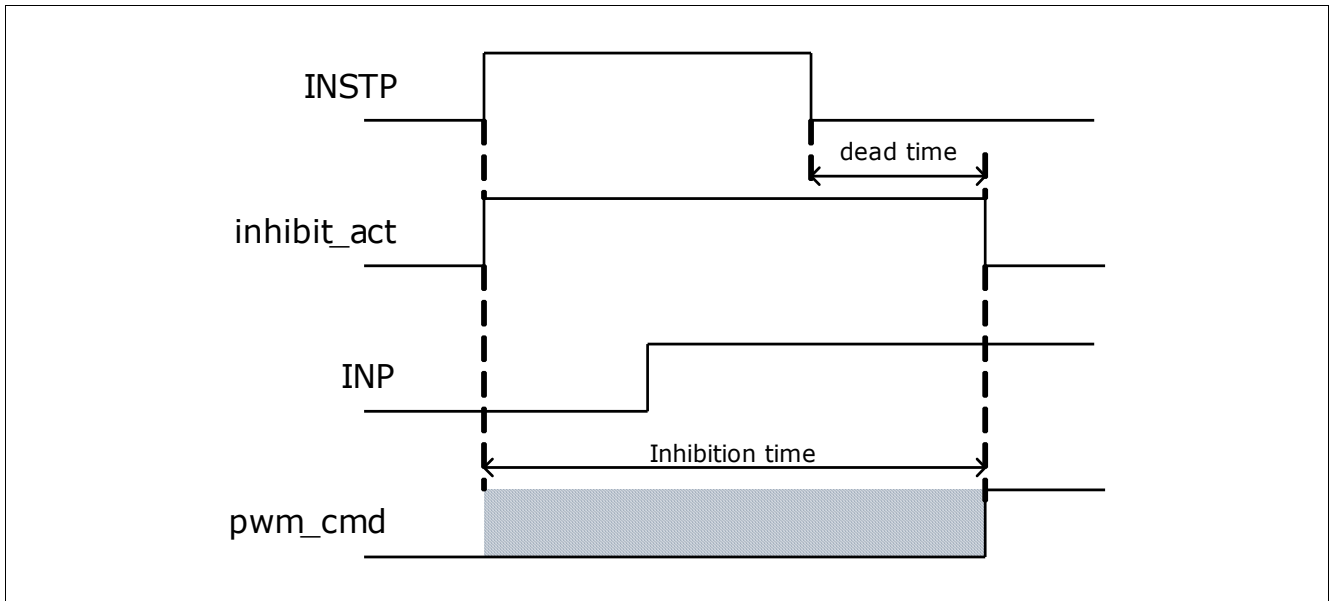 INSTP
dead time
inhibit_act
INP
Inhibition time
pwm_cmd